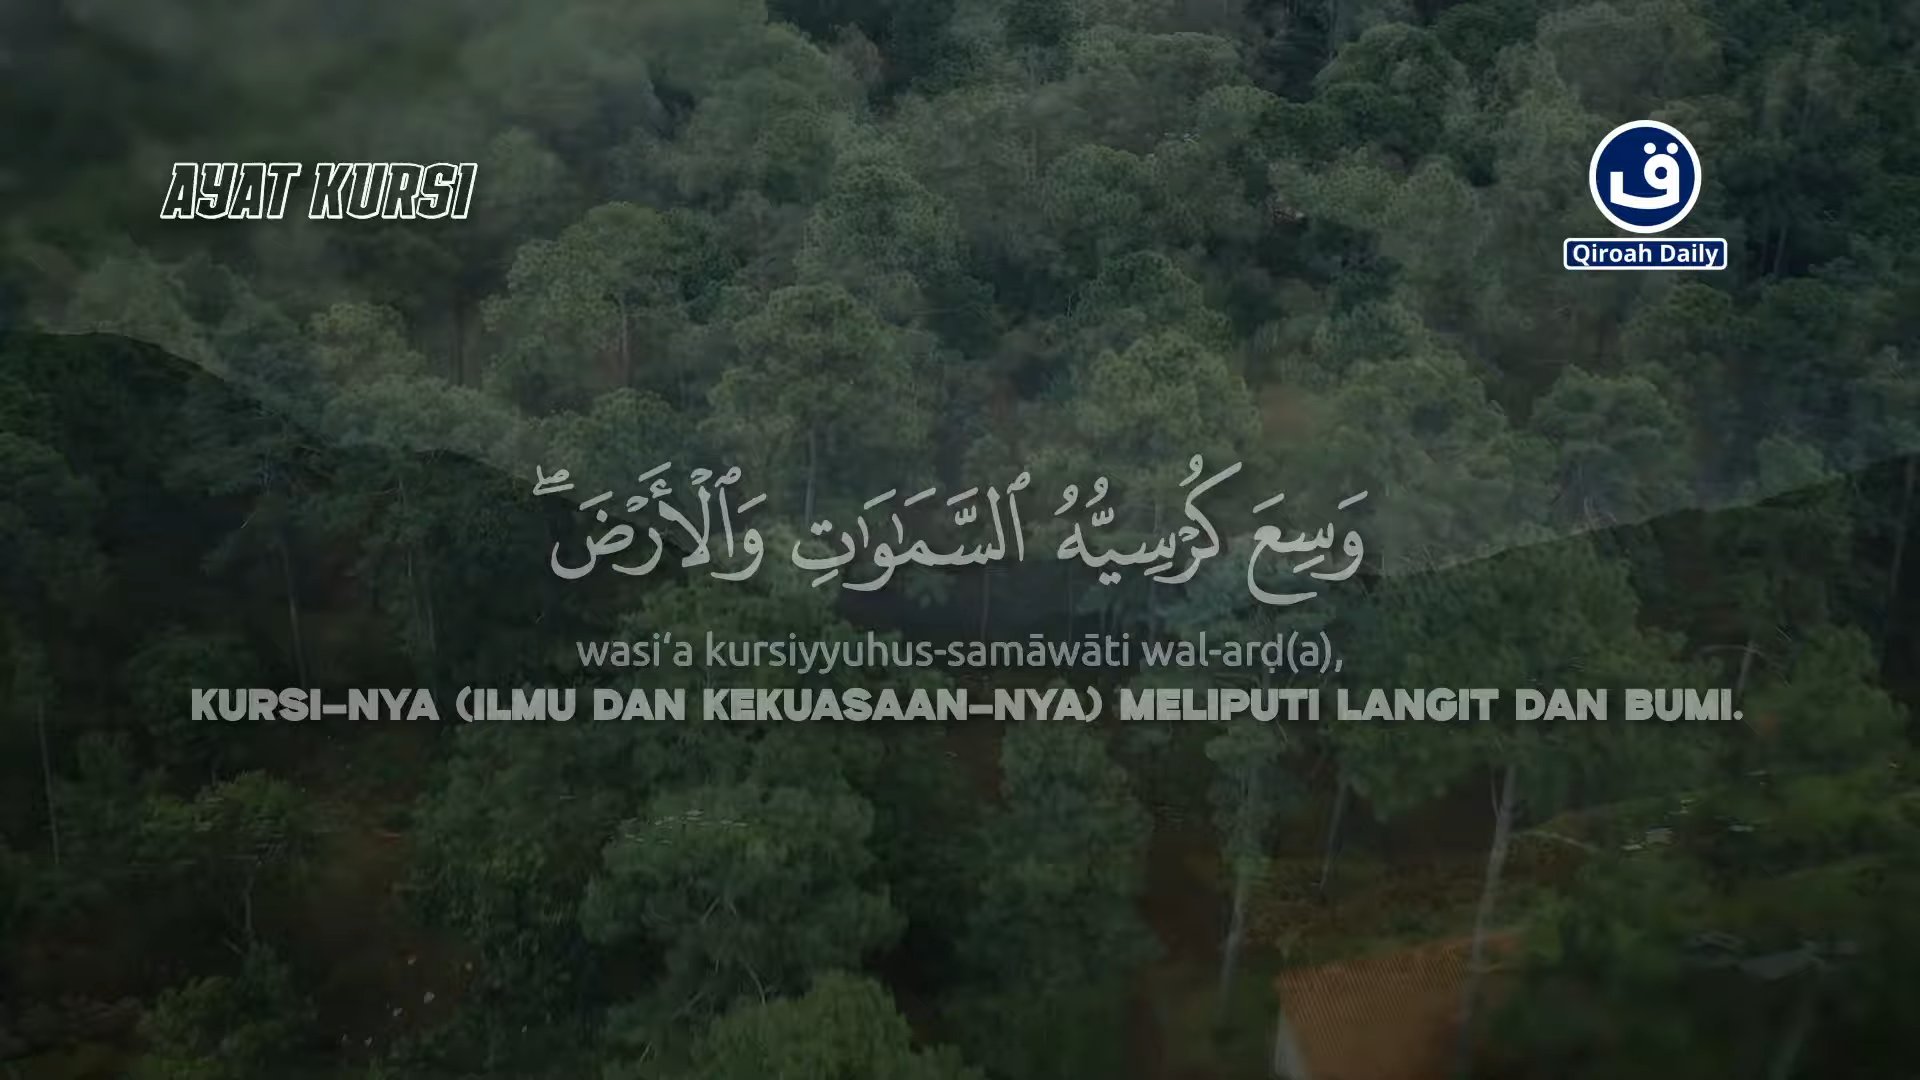 AYAT KURSI
ق
Qiroah Daily
وَسِعَ كُرْسِيُّهُ ٱلسَّمَـٰوَٰتِ وَٱلْأَرْضَ ۖ
wasi‘a kursiyyuhus-samāwāti wal-arḍ(a),
KURSI-NYA (ILMU DAN KEKUASAAN-NYA) MELIPUTI LANGIT DAN BUMI.